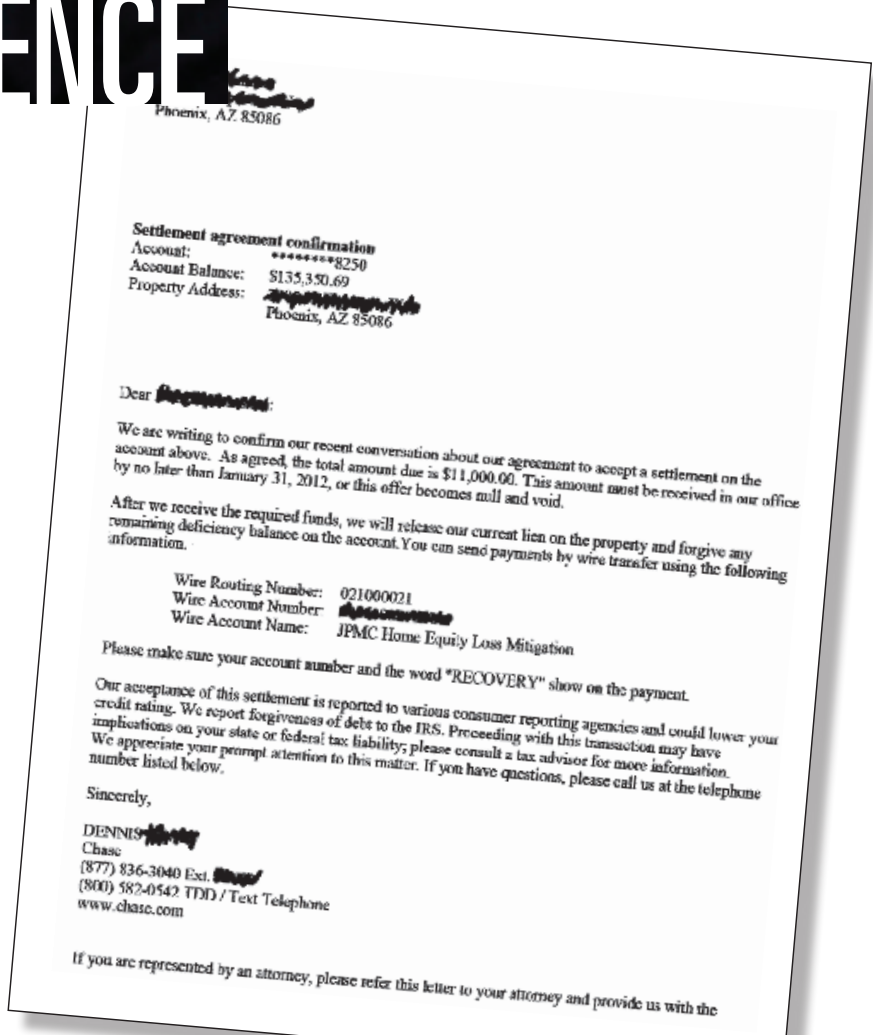 ENCE
Phoenix, AZ 85086
Settlement agreement confirmation
Account: ********8250
Account Balance: $135,350.69
Property Address:
Phoenix, AZ 85086
Dear :
We are writing to confirm our recent conversation about our agreement to accept a settlement on the
account above. As agreed, the total amount due is $11,000.00. This amount must be received in our office
by no later than January 31, 2012, or this offer becomes null and void.
After we receive the required funds, we will release our current lien on the property and forgive any
remaining deficiency balance on the account. You can send payments by wire transfer using the following
information.
Wire Routing Number: 021000021
Wire Account Number:
Wire Account Name: JPMC Home Equity Loss Mitigation
Please make sure your account number and the word "RECOVERY" show on the payment.
Our acceptance of this settlement is reported to various consumer reporting agencies and could lower your
credit rating. We report forgiveness of debt to the IRS. Proceeding with this transaction may have
implications on your state or federal tax liability; please consult a tax advisor for more information.
We appreciate your prompt attention to this matter. If you have questions, please call us at the telephone
number listed below.
Sincerely,
DENNIS
Chase
(877) 836-3040 Ext.
(800) 582-0542 TDD / Text Telephone
www.chase.com
If you are represented by an attorney, please refer this letter to your attorney and provide us with the